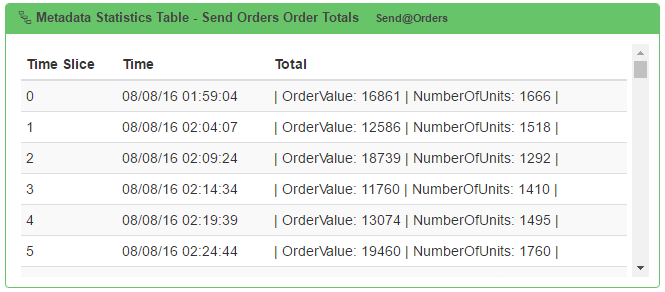 Metadata Statistics Table - Send Orders Order Totals Send@Orders
Time Slice Time Total
0 08/08/16 01:59:04 | OrderValue: 16861 | NumberOfUnits: 1666 |
1 08/08/16 02:04:07 | OrderValue: 12586 | NumberOfUnits: 1518 |
2 08/08/16 02:09:24 | OrderValue: 18739 | NumberOfUnits: 1292 |
3 08/08/16 02:14:34 | OrderValue: 11760 | NumberOfUnits: 1410 |
4 08/08/16 02:19:39 | OrderValue: 13074 | NumberOfUnits: 1495 |
5 08/08/16 02:24:44 | OrderValue: 19460 | NumberOfUnits: 1760 |